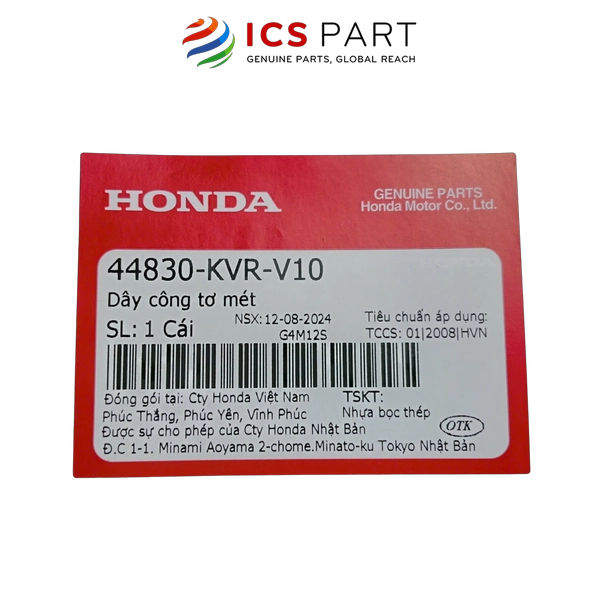 ICS PART
GENUINE PARTS, GLOBAL REACH
HONDA
GENUINE PARTS
Honda Motor Co., Ltd.
44830-KVR-V10
Dây công tơ mét
SL: 1 Cái
NSX: 12-08-2024
G4M12S
Tiêu chuẩn áp dụng:
TCCS: 01|2008|HVN
Đóng gói tại: Cty Honda Việt Nam
Phúc Thắng, Phúc Yên, Vĩnh Phúc
TSKT:
Nhựa bọc thép
Được sự cho phép của Cty Honda Nhật Bản
Đ.C 1-1. Minami Aoyama 2-chome.Minato-ku Tokyo Nhật Bản
OTK